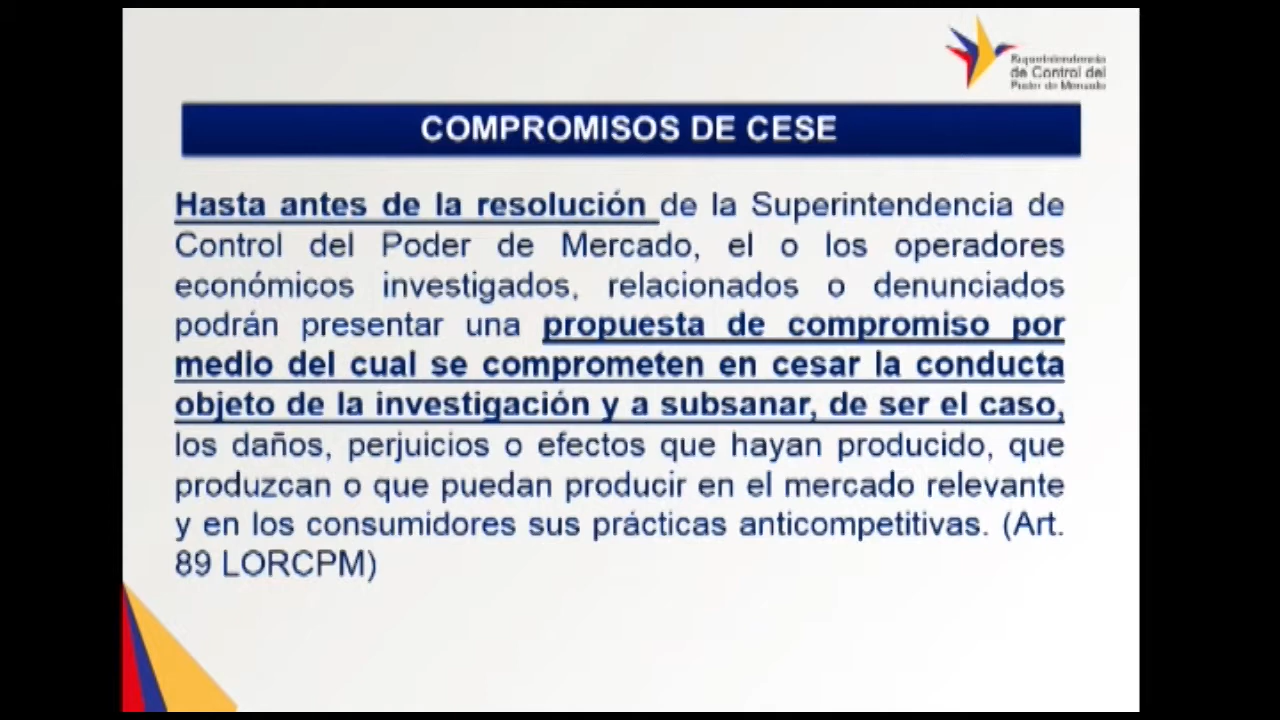 Superintendencia
de Control del
Poder de Mercado
COMPROMISOS DE CESE
Hasta antes de la resolución de la Superintendencia de
Control del Poder de Mercado, el o los operadores
económicos investigados, relacionados o denunciados
podrán presentar una propuesta de compromiso por
medio del cual se comprometen en cesar la conducta
objeto de la investigación y a subsanar, de ser el caso,
los daños, perjuicios o efectos que hayan producido, que
produzcan o que puedan producir en el mercado relevante
y en los consumidores sus prácticas anticompetitivas. (Art.
89 LORCPM)